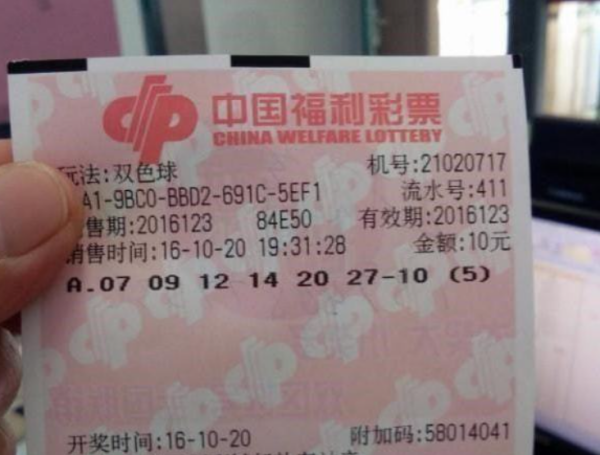 中国福利彩票
CHINA WELFARE LOTTERY
玩法:双色球 机号:21020717
A1-9BC0-BBD2-691C-5EF1 流水号:411
售期:2016123 84E50 有效期:2016123
销售时间:16-10-20 19:31:28 金额:10元
A.07 09 12 14 20 27-10 (5)
开奖时间:16-10-20 附加码:58014041